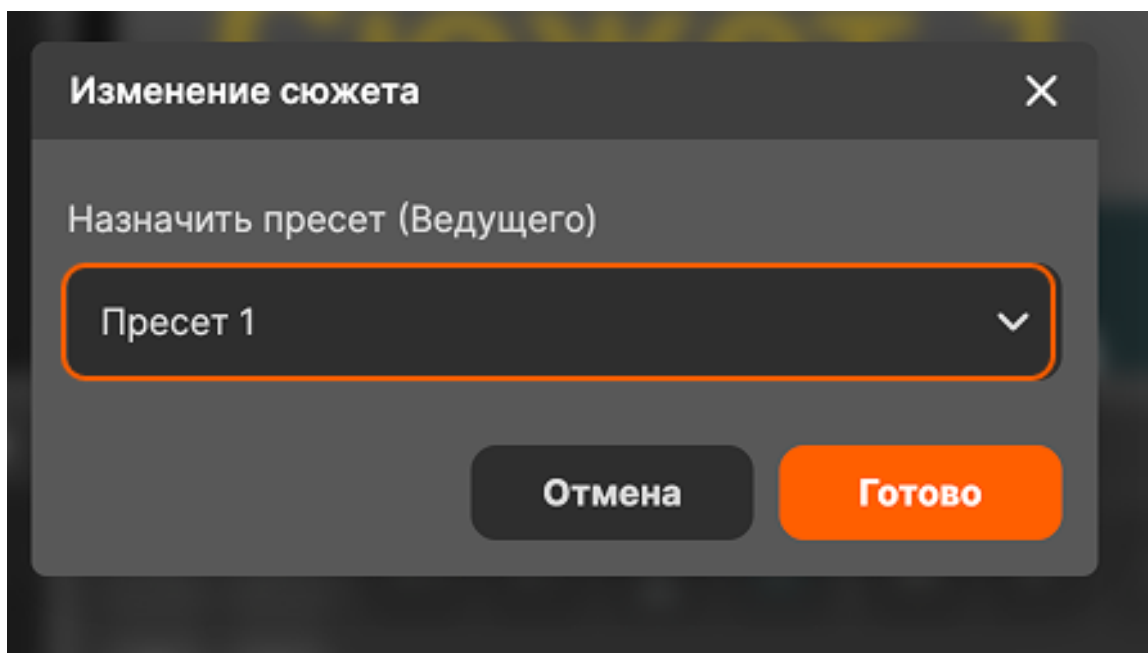 Изменение сюжета
Назначить пресет (Ведущего)
Пресет 1
Отмена
Готово